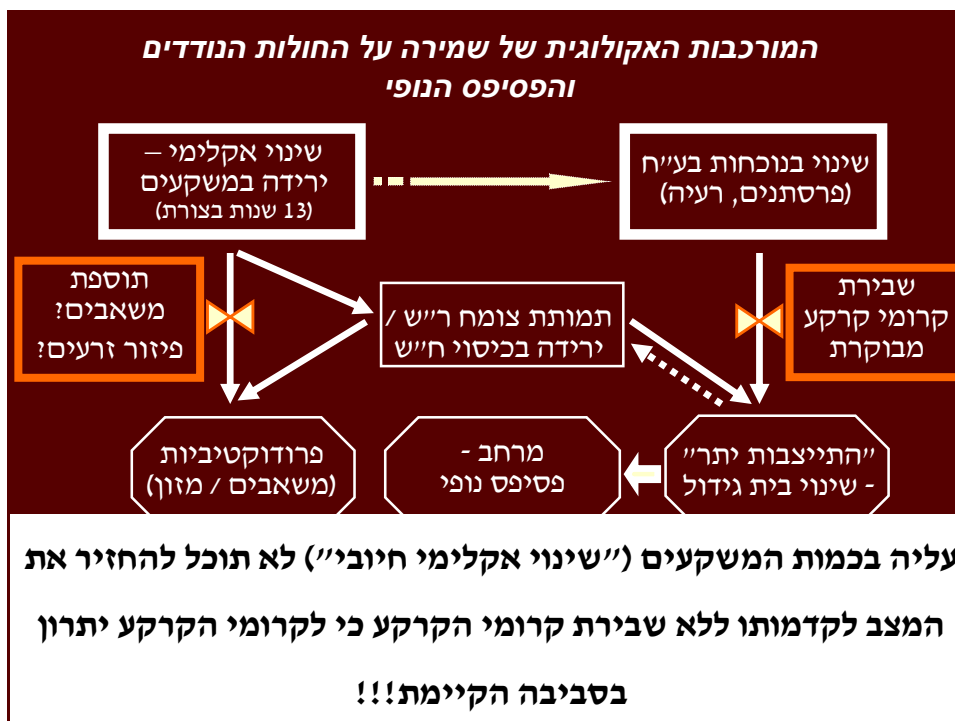 המורכבות האקולוגית של שמירה על החולות הנודדים
והפסיפס הנופי
שינוי בנוכחות בע״ח
(פרסתנים, רעיה)
שינוי אקלימי –
ירידה במשקעים
(13 שנות בצורת)
שבירת
קרומי קרקע
מבוקרת
תמותת צומח ר״ש /
ירידה בכיסוי ח״ש
תוספת
משאבים?
פיזור זרעים?
״התייצבות יתר״
- שינוי בית גידול
מרחב -
פסיפס נופי
פרודוקטיביות
(משאבים / מזון)
עליה בכמות המשקעים (״שינוי אקלימי חיובי״) לא תוכל להחזיר את
המצב לקדמותו ללא שבירת קרומי הקרקע כי לקרומי הקרקע יתרון
בסביבה הקיימת!!!